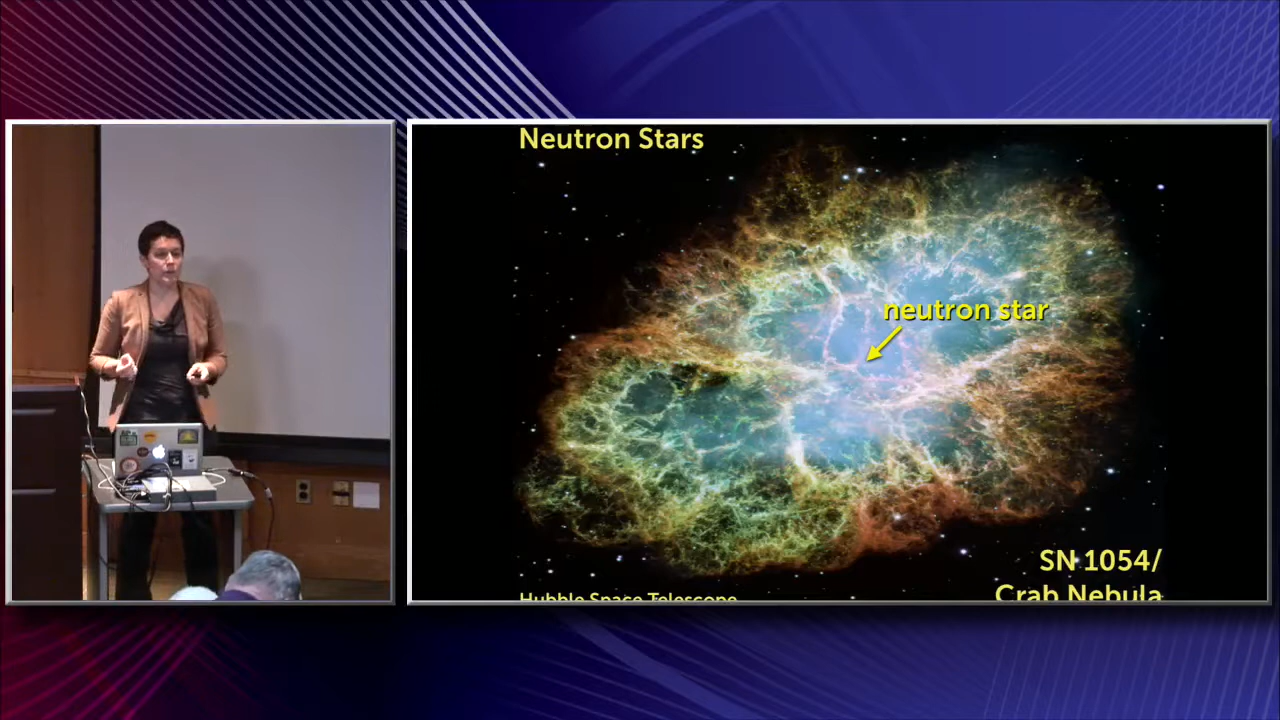 Neutron Stars
neutron star
SN 1054/
Crab Nebula
Hubble Space Telescope